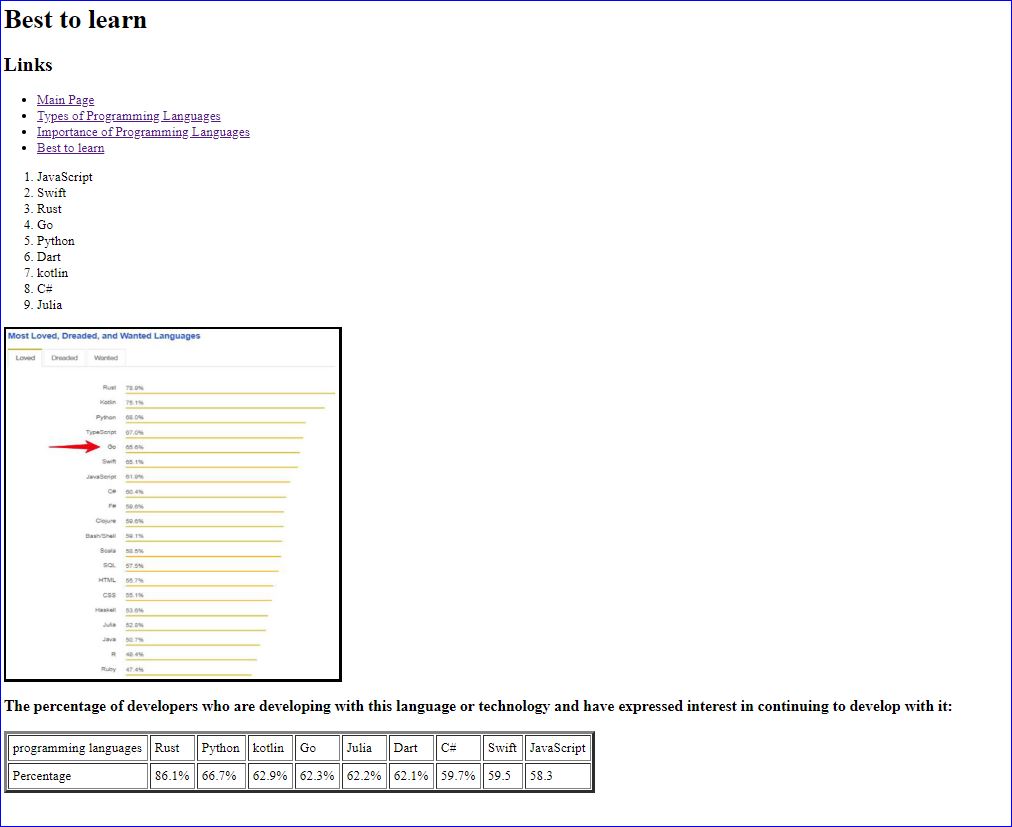 Best to learn
Links
Main Page
Types of Programming Languages
Importance of Programming Languages
Best to learn
1. JavaScript
2. Swift
3. Rust
4. Go
5. Python
6. Dart
7. kotlin
8. C#
9. Julia
Most Loved, Dreaded, and Wanted Languages
Loved Dreaded Wanted
Rust 78.9%
Kotlin 75.1%
Python 68.0%
TypeScript 67.0%
Go 65.6%
Swift 65.1%
JavaScript 61.9%
C# 60.4%
F# 59.6%
Clojure 59.6%
Bash/Shell 59.1%
Scala 58.5%
SQL 57.5%
HTML 55.7%
CSS 55.1%
Haskell 53.6%
Julia 52.8%
Java 50.7%
R 49.4%
Ruby 47.4%
The percentage of developers who are developing with this language or technology and have expressed interest in continuing to develop with it:
programming languages Rust Python kotlin Go Julia Dart C# Swift JavaScript
Percentage 86.1% 66.7% 62.9% 62.3% 62.2% 62.1% 59.7% 59.5 58.3